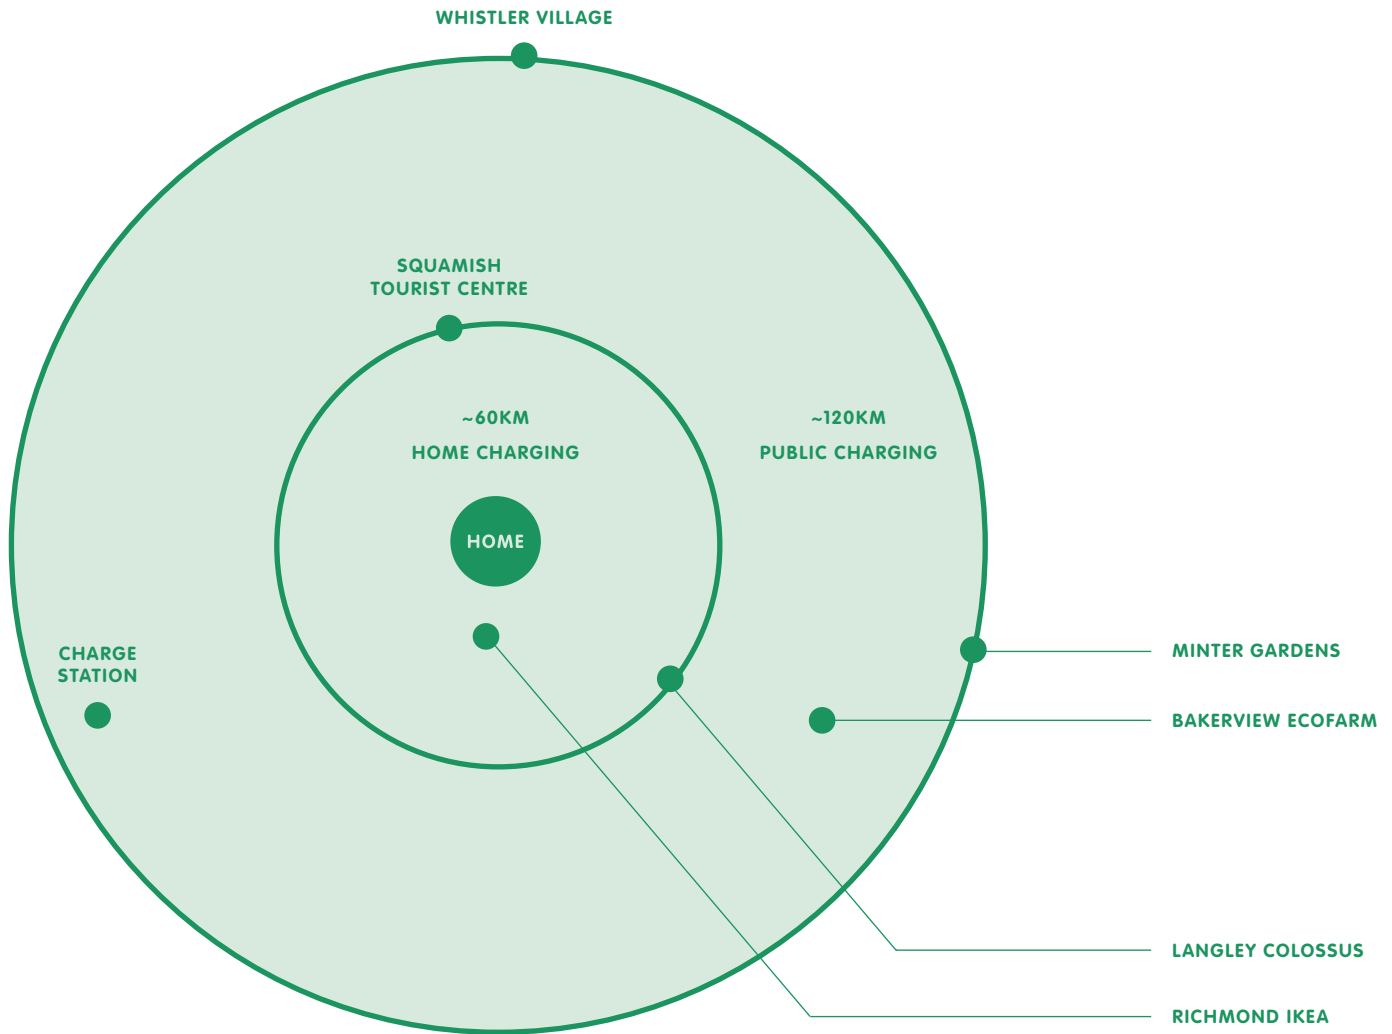 WHISTLER VILLAGE
SQUAMISH
TOURIST CENTRE
~60KM
HOME CHARGING
~120KM
PUBLIC CHARGING
HOME
CHARGE
STATION
MINTER GARDENS
BAKERVIEW ECOFARM
LANGLEY COLOSSUS
RICHMOND IKEA